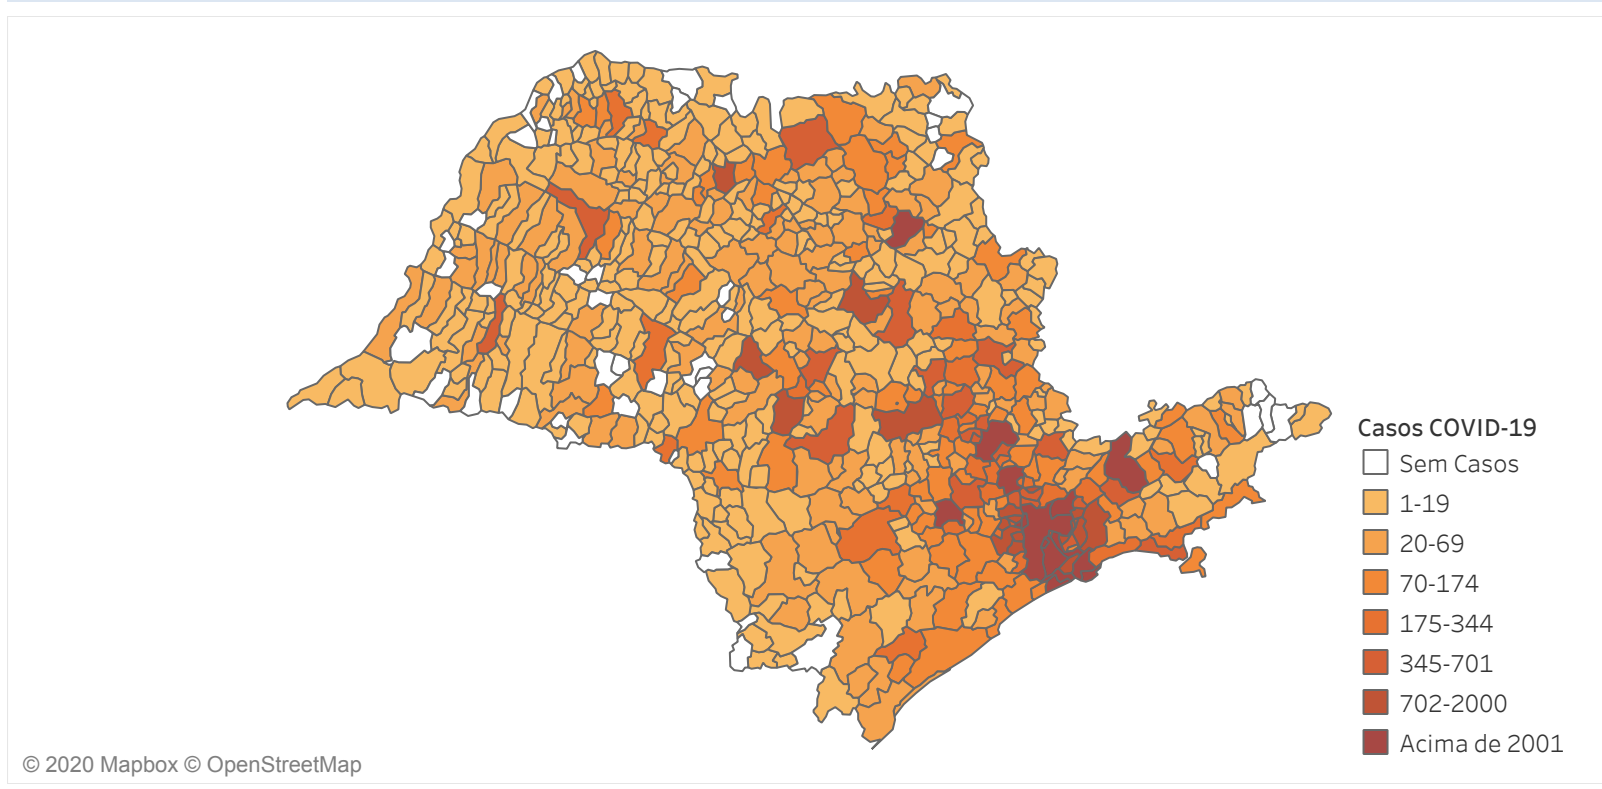 Casos COVID-19
Sem Casos
1-19
20-69
70-174
175-344
345-701
702-2000
Acima de 2001
© 2020 Mapbox © OpenStreetMap